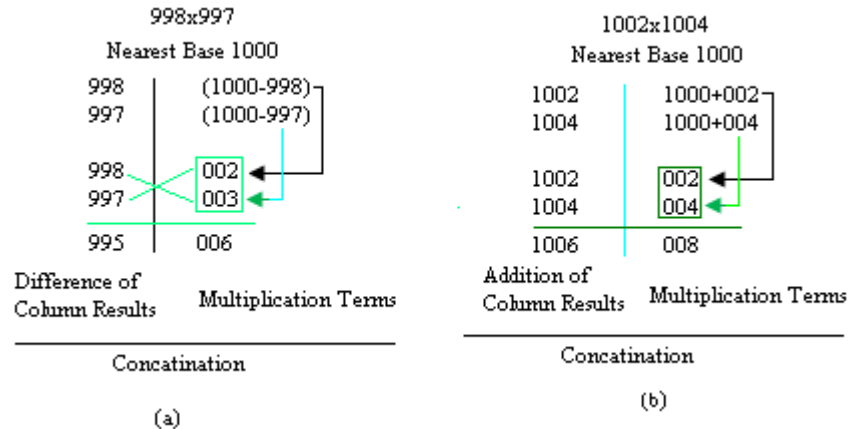 998x997
Nearest Base 1000
998 (1000-998)
997 (1000-997)
998 002
997 003
995 006
Difference of
Column Results
Multiplication Terms
Concatination
(a)
1002x1004
Nearest Base 1000
1002 1000+002
1004 1000+004
1002 002
1004 004
1006 008
Addition of
Column Results
Multiplication Terms
Concatination
(b)